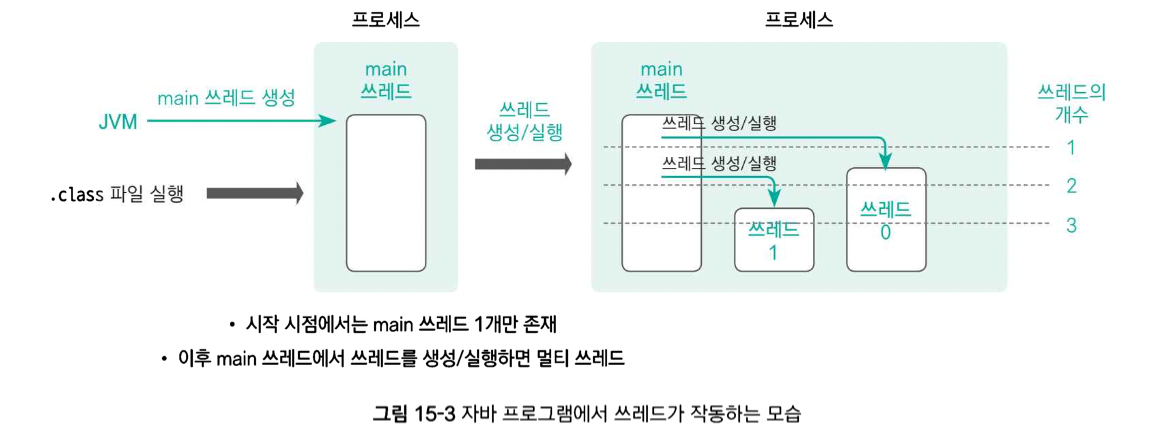 프로세스
프로세스
main
쓰레드
main 쓰레드 생성
JVM
.class 파일 실행
쓰레드
생성/실행
main
쓰레드
쓰레드 생성/실행
쓰레드 생성/실행
쓰레드
1
쓰레드
0
쓰레드의
개수
1
2
3
• 시작 시점에서는 main 쓰레드 1개만 존재
• 이후 main 쓰레드에서 쓰레드를 생성/실행하면 멀티 쓰레드
그림 15-3 자바 프로그램에서 쓰레드가 작동하는 모습